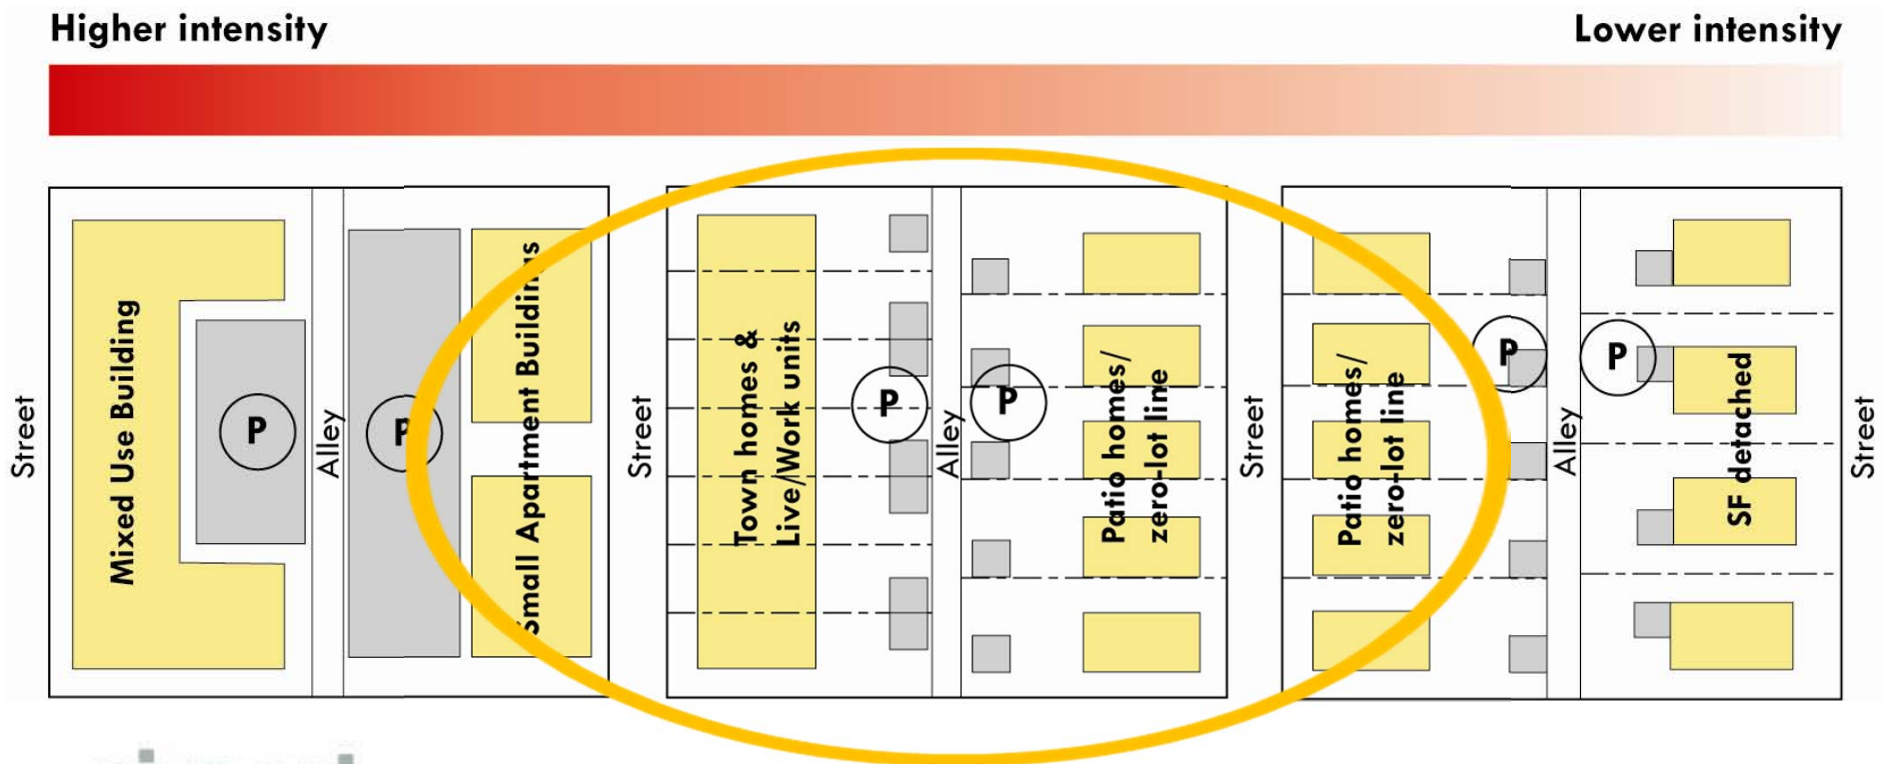 Higher intensity
Lower intensity
Street
Mixed Use Building
P
Alley
P
Small Apartment Buildings
Street
Town homes &
Live/Work units
P
Alley
P
Patio homes/
zero-lot line
Street
Patio homes/
zero-lot line
P
Alley
P
SF detached
Street